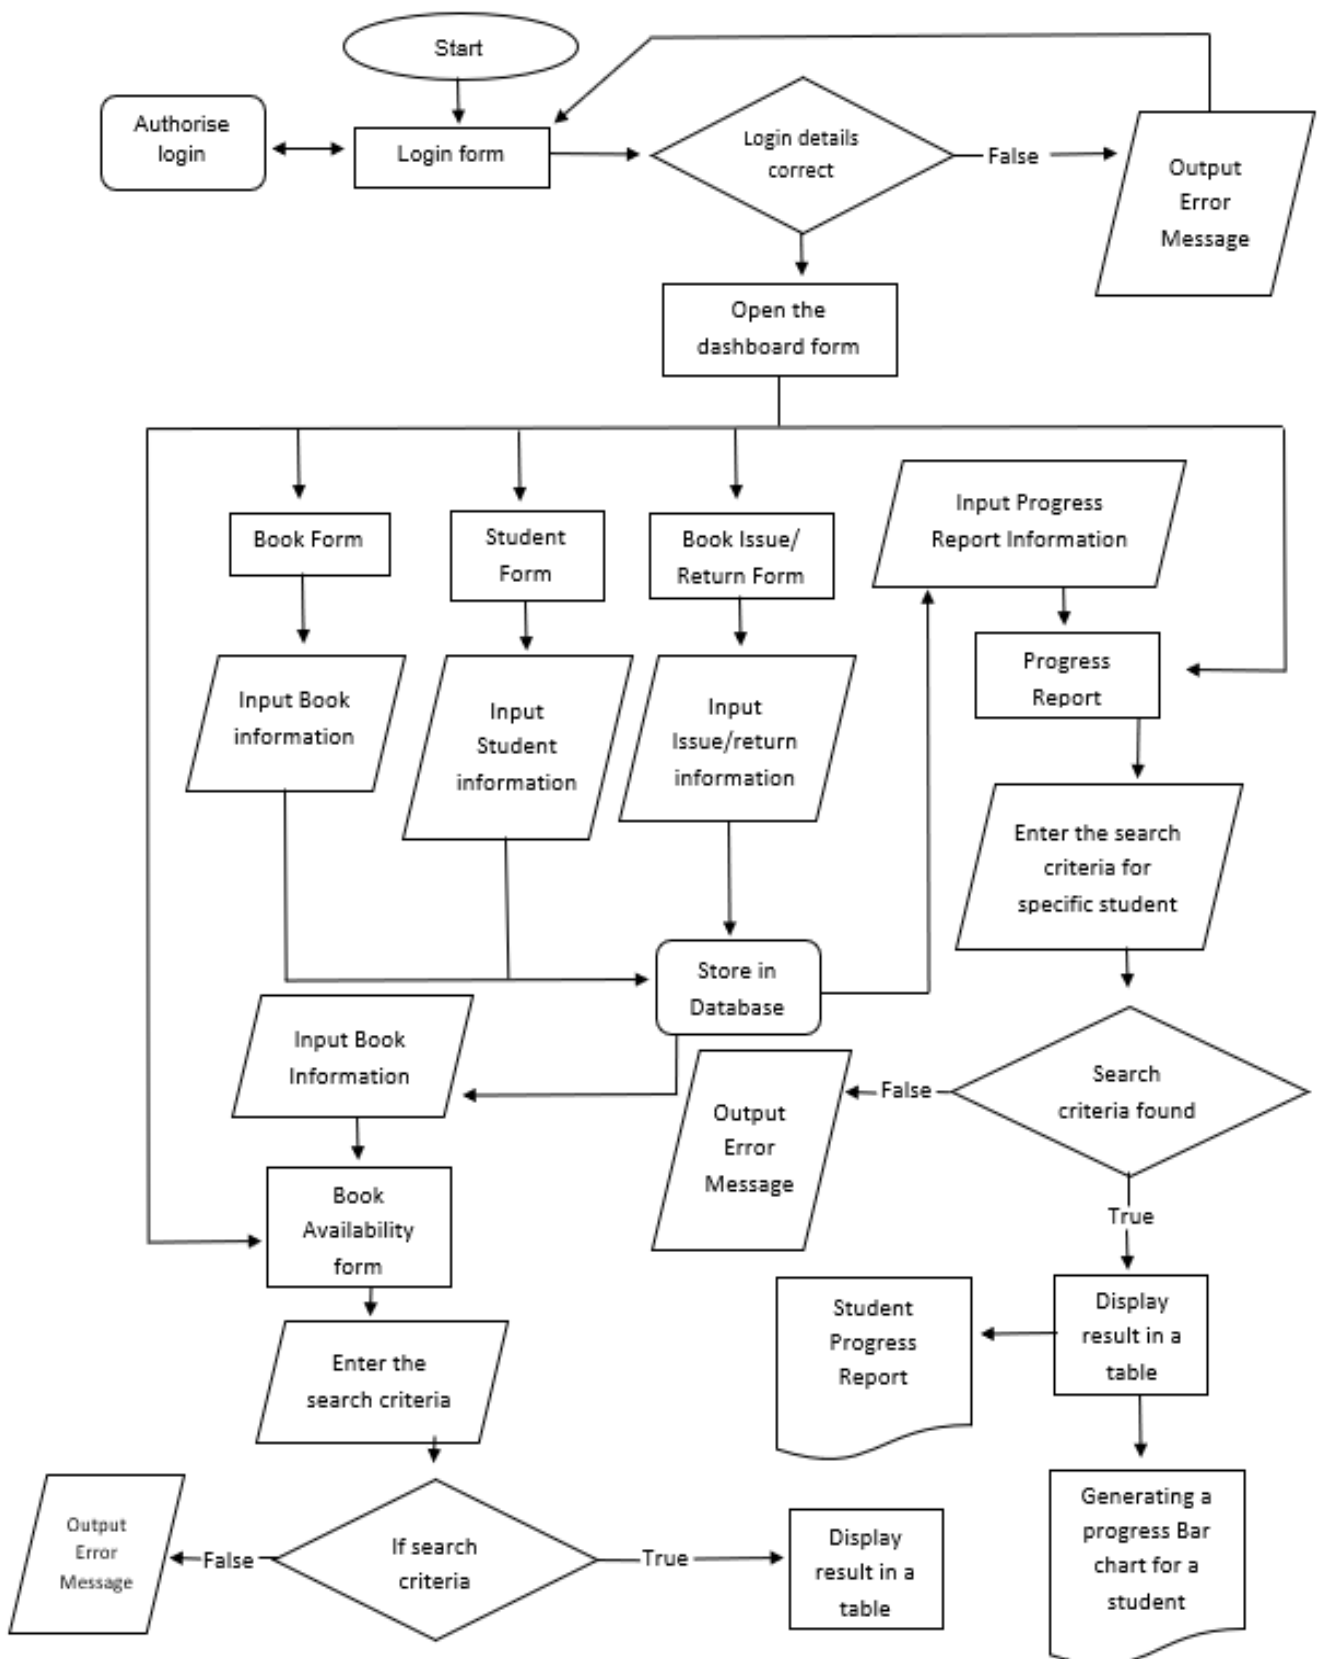 Start
Authorise
login
Login form
Login details
correct
False
Output
Error
Message
Open the
dashboard form
Book Form
Student
Form
Book Issue/
Return Form
Input Progress
Report Information
Input Book
information
Input
Student
information
Input
Issue/return
information
Progress
Report
Enter the search
criteria for
specific student
Store in
Database
Input Book
Information
Output
Error
Message
False
Search
criteria found
True
Book
Availability
form
Student
Progress
Report
Display
result in a
table
Enter the
search criteria
Generating a
progress Bar
chart for a
student
Output
Error
Message
False
If search
criteria
True
Display
result in a
table